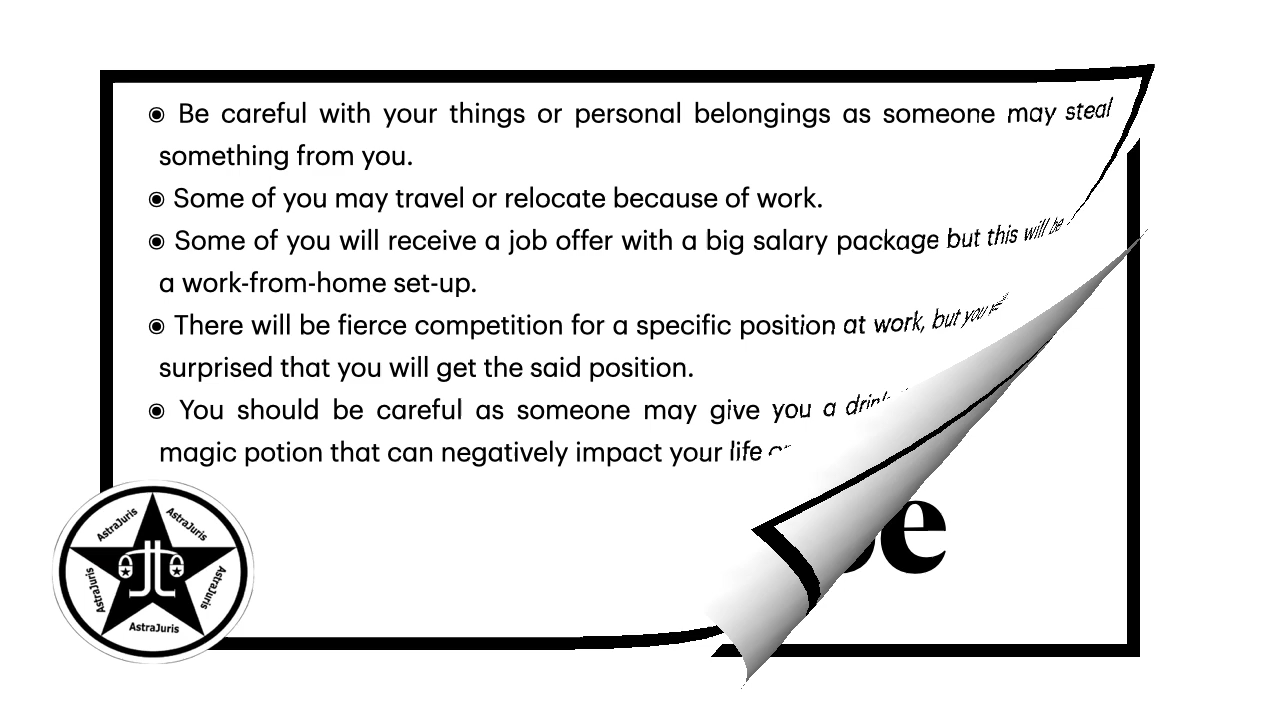 ◉ Be careful with your things or personal belongings as someone may steal
something from you.
◉ Some of you may travel or relocate because of work.
◉ Some of you will receive a job offer with a big salary package but this will be
a work-from-home set-up.
◉ There will be fierce competition for a specific position at work, but you
surprised that you will get the said position.
◉ You should be careful as someone may give you a
magic potion that can negatively impact your life
AstraJuris
AstraJuris
AstraJuris
AstraJuris
AstraJuris